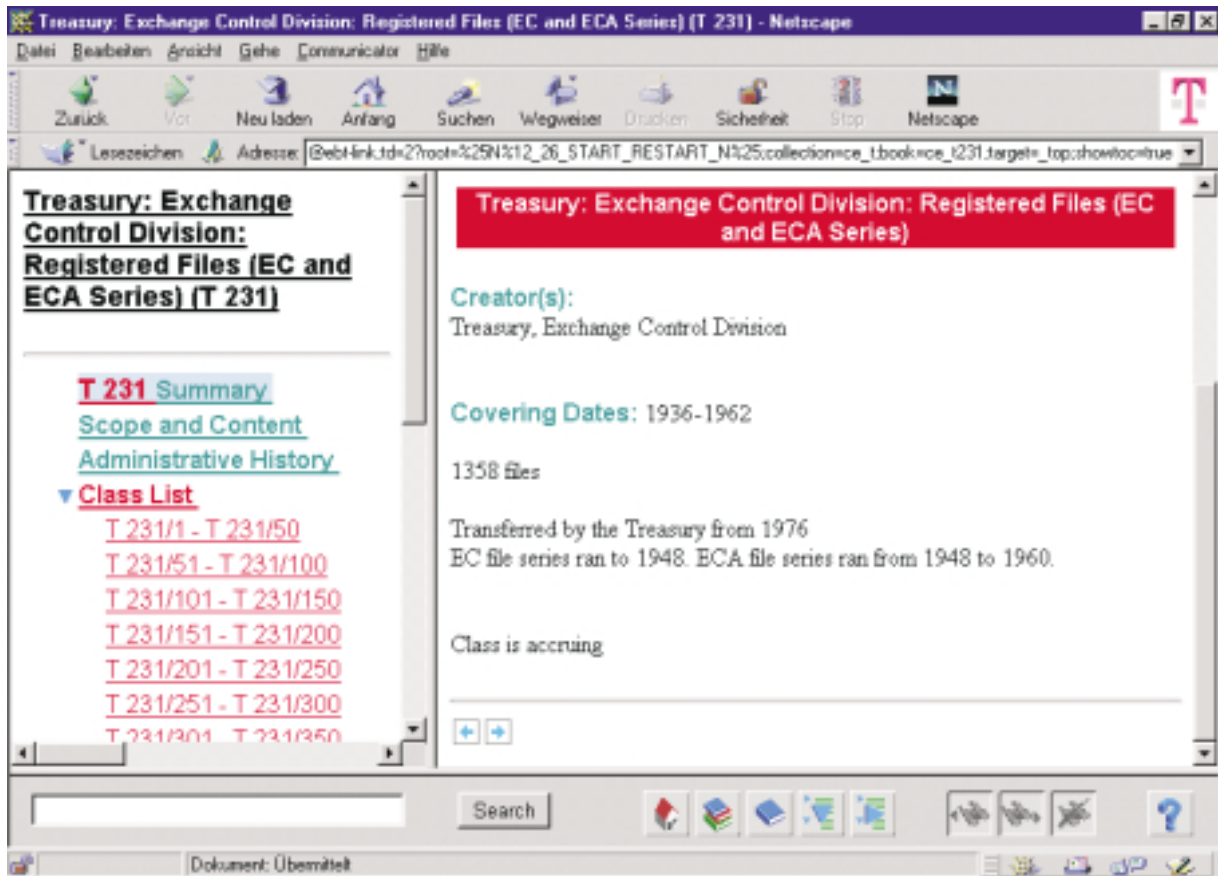 Treasury: Exchange Control Division: Registered Files (EC and ECA Series) (T 231) - Netscape
Datei Bearbeiten Ansicht Gehe Communicator Hilfe
Zurück Vor Neu laden Anfang Suchen Wegweiser Drucken Sicherheit Stop Netscape
T
Lesezeichen Adresse: @ebt-link;td=2?root=%25N%12_26_START_RESTART_N%25;collection=ce_t;book=ce_t231;target=_top;showtoc=true
Treasury: Exchange
Control Division:
Registered Files (EC and
ECA Series) (T 231)
T 231 Summary
Scope and Content
Administrative History
Class List
T 231/1 - T 231/50
T 231/51 - T 231/100
T 231/101 - T 231/150
T 231/151 - T 231/200
T 231/201 - T 231/250
T 231/251 - T 231/300
T 231/301 - T 231/350
Treasury: Exchange Control Division: Registered Files (EC
and ECA Series)
Creator(s):
Treasury, Exchange Control Division
Covering Dates: 1936-1962
1358 files
Transferred by the Treasury from 1976
EC file series ran to 1948. ECA file series ran from 1948 to 1960.
Class is accruing
Search
?
Dokument: Übermittelt